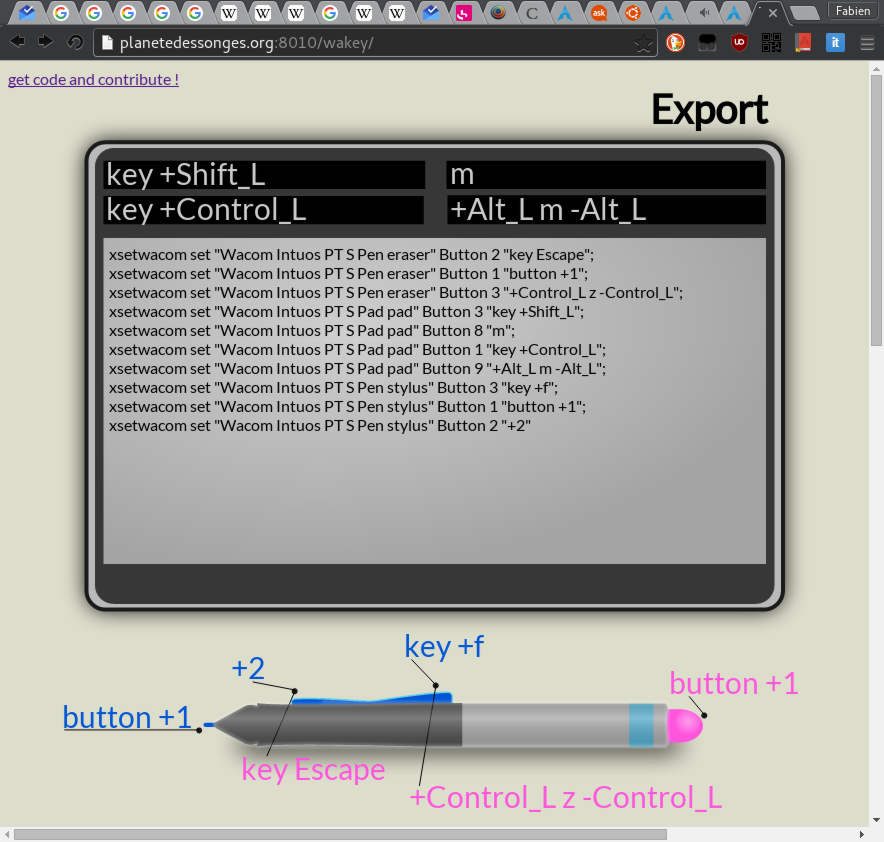 Fabien
planetedessonges.org:8010/wakey/
get code and contribute !
Export
key +Shift_L
m
key +Control_L
+Alt_L m -Alt_L
xsetwacom set "Wacom Intuos PT S Pen eraser" Button 2 "key Escape";
xsetwacom set "Wacom Intuos PT S Pen eraser" Button 1 "button +1";
xsetwacom set "Wacom Intuos PT S Pen eraser" Button 3 "+Control_L z -Control_L";
xsetwacom set "Wacom Intuos PT S Pad pad" Button 3 "key +Shift_L";
xsetwacom set "Wacom Intuos PT S Pad pad" Button 8 "m";
xsetwacom set "Wacom Intuos PT S Pad pad" Button 1 "key +Control_L";
xsetwacom set "Wacom Intuos PT S Pad pad" Button 9 "+Alt_L m -Alt_L";
xsetwacom set "Wacom Intuos PT S Pen stylus" Button 3 "key +f";
xsetwacom set "Wacom Intuos PT S Pen stylus" Button 1 "button +1";
xsetwacom set "Wacom Intuos PT S Pen stylus" Button 2 "+2"
key +f
+2
button +1
button +1
key Escape
+Control_L z -Control_L